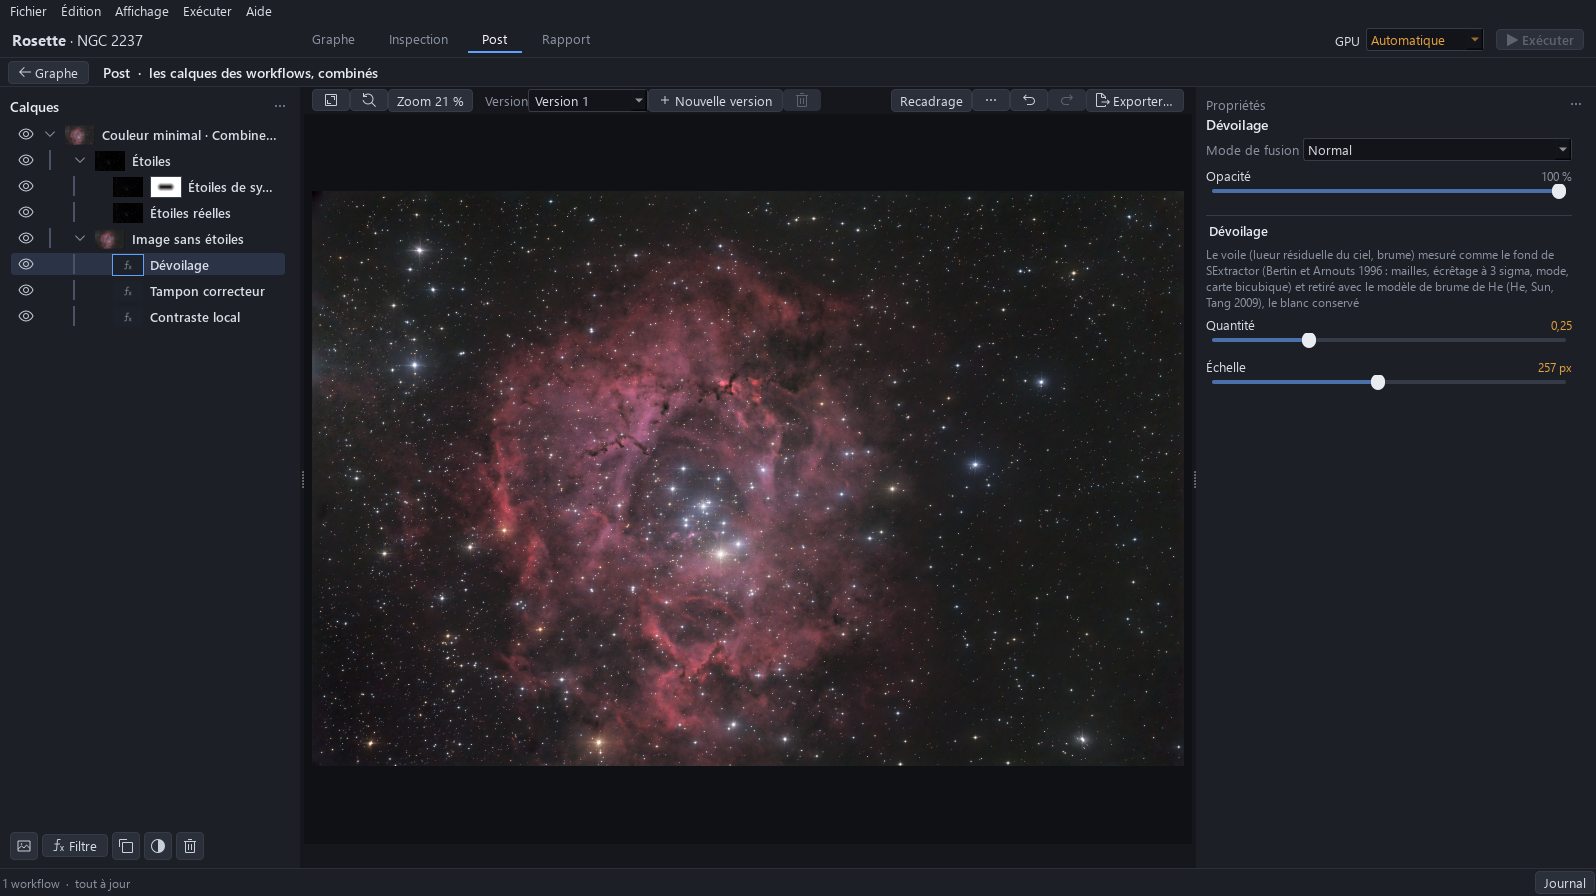 Fichier Édition Affichage Exécuter Aide
Rosette · NGC 2237
Graphe Inspection Post Rapport
GPU Automatique Exécuter
Graphe Post · les calques des workflows, combinés
Calques ...
Couleur minimal · Combine...
Étoiles
Étoiles de sy...
Étoiles réelles
Image sans étoiles
fx Dévoilage
fx Tampon correcteur
fx Contraste local
fx Filtre
Zoom 21 % Version Version 1 + Nouvelle version Recadrage ... Exporter...
Propriétés ...
Dévoilage
Mode de fusion Normal
Opacité 100 %
Dévoilage
Le voile (lueur résiduelle du ciel, brume) mesuré comme le fond de
SExtractor (Bertin et Arnouts 1996 : mailles, écrêtage à 3 sigma, mode,
carte bicubique) et retiré avec le modèle de brume de He (He, Sun,
Tang 2009), le blanc conservé
Quantité 0,25
Échelle 257 px
1 workflow · tout à jour
Journal